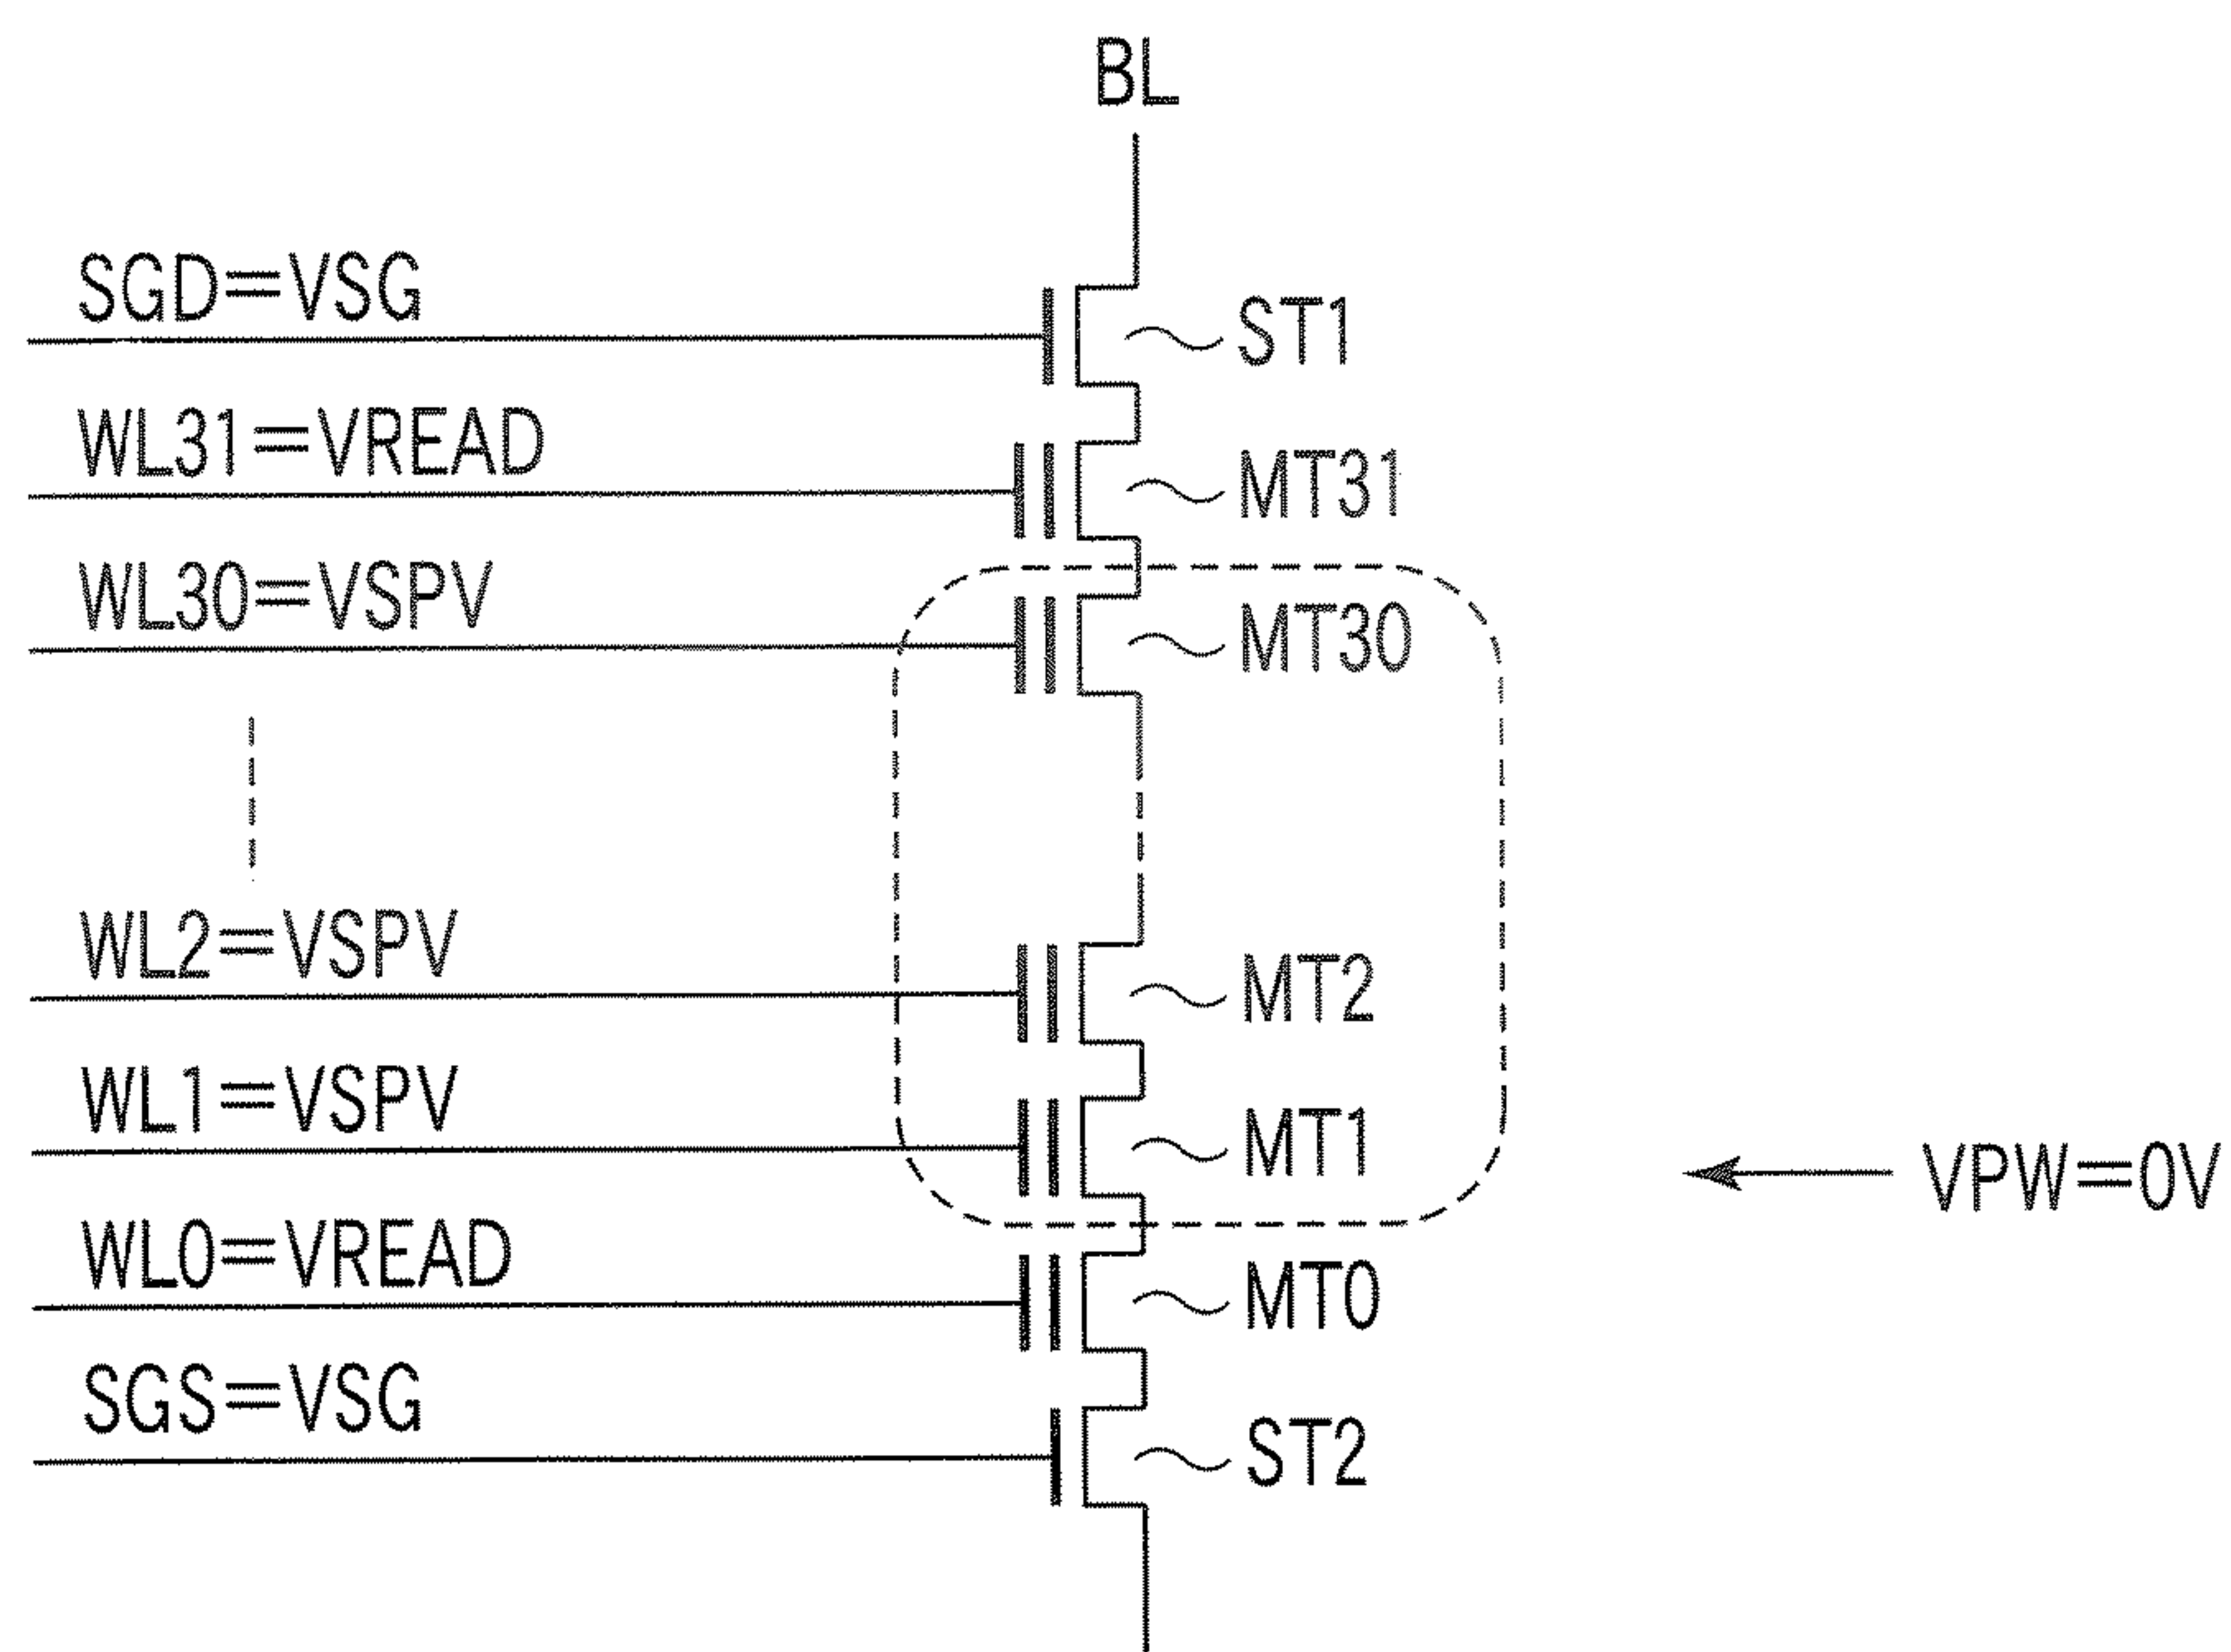 BL
SGD=VSG
ST1
WL31=VREAD
MT31
WL30=VSPV
MT30
WL2=VSPV
MT2
WL1=VSPV
MT1
VPW=0V
WL0=VREAD
MT0
SGS=VSG
ST2